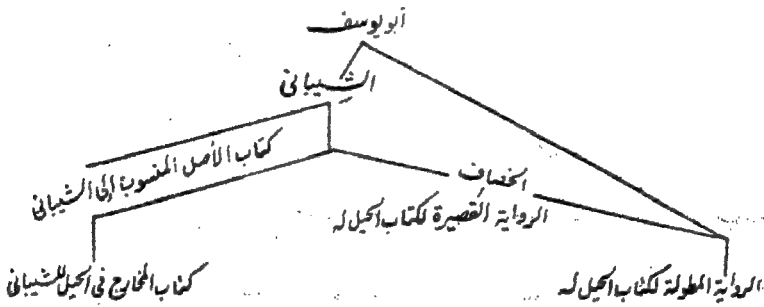 أبو يوسف
الشيباني
كتاب الأصل المنسوب إلى الشيباني
الخصاف
الرواية القصيرة لكتاب الحيل له
كتاب المخارج في الحيل للشيباني
الرواية المطولة لكتاب الحيل له